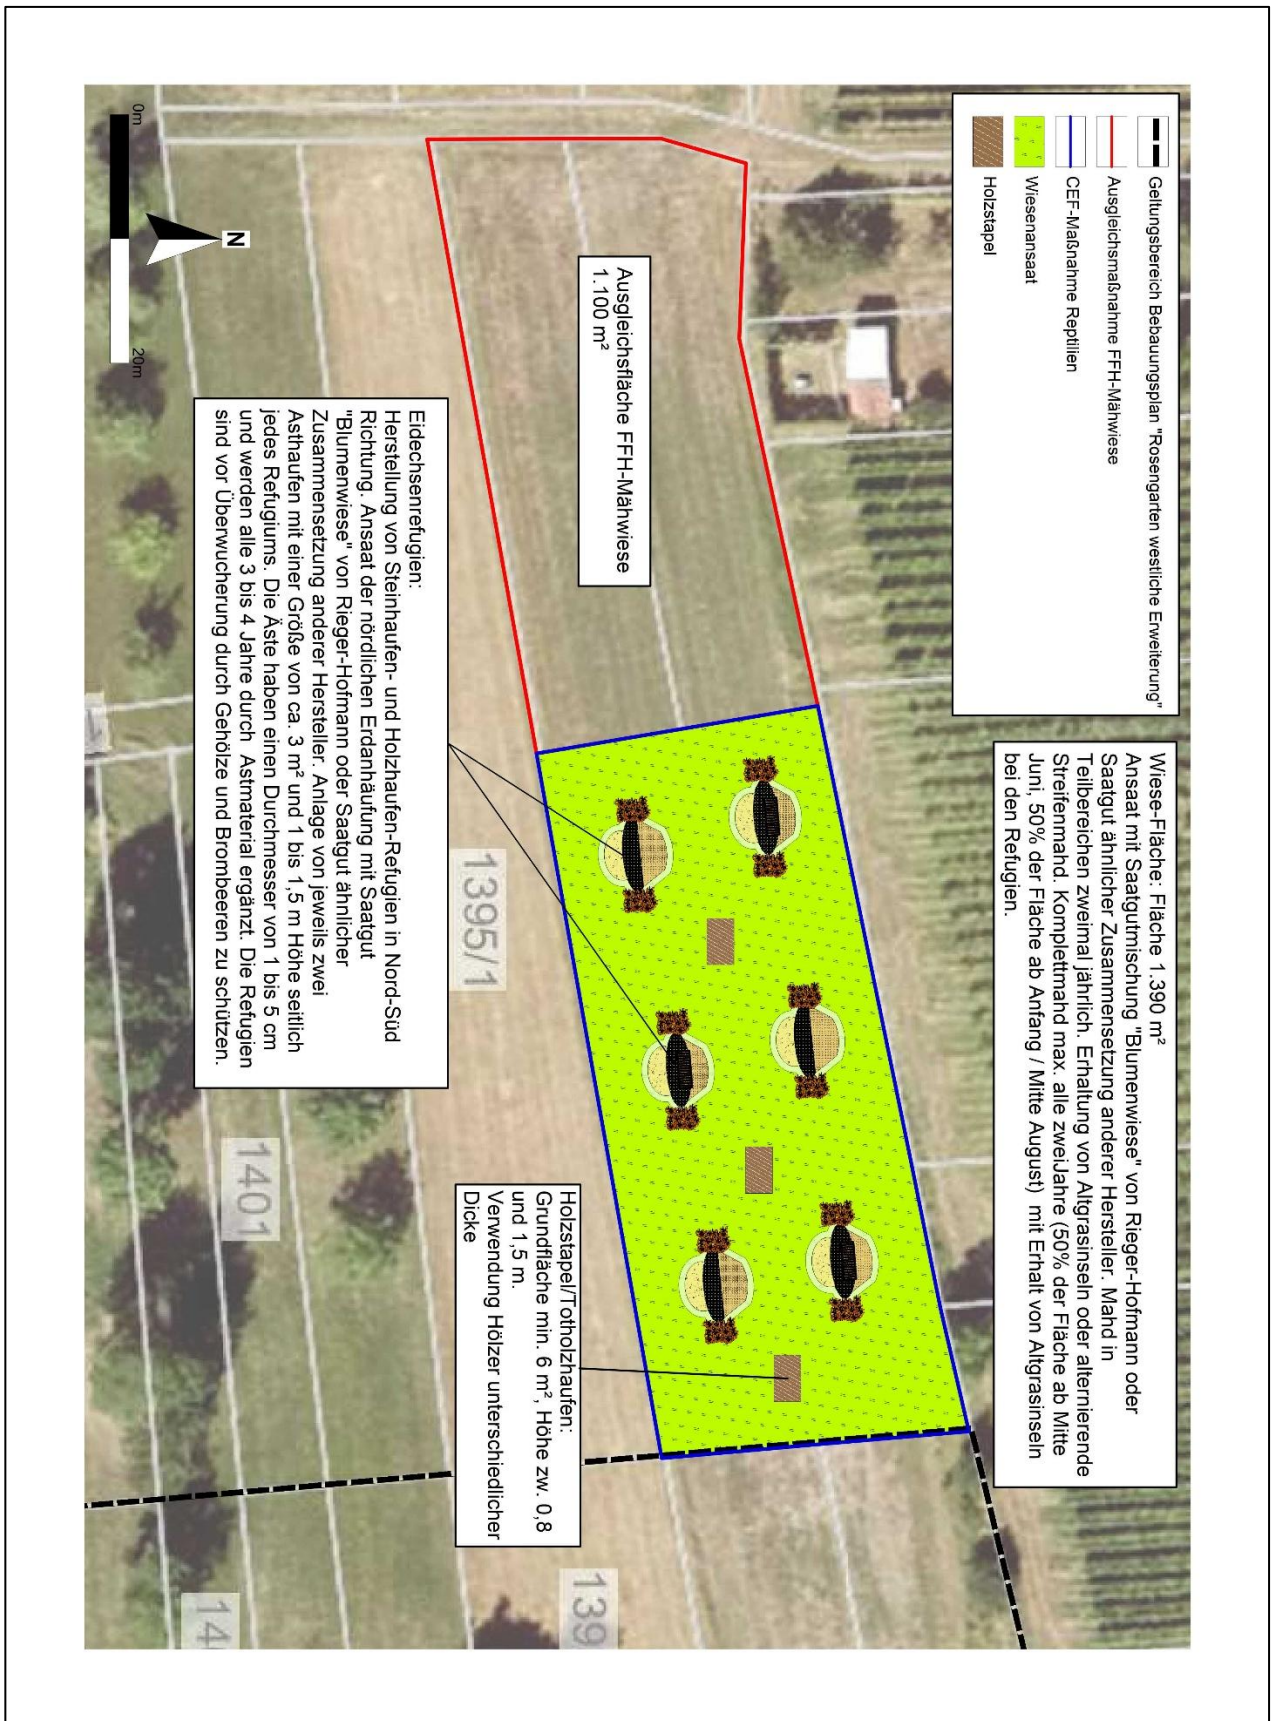 Geltungsbereich Bebauungsplan "Rosengarten westliche Erweiterung"
Ausgleichsmaßnahme FFH-Mähwiese
CEF-Maßnahme Reptilien
Wiesenansaat
Holzstapel
Wiese-Fläche: Fläche 1.390 m²
Ansaat mit Saatgutmischung "Blumenwiese" von Rieger-Hofmann oder
Saatgut ähnlicher Zusammensetzung anderer Hersteller. Mahd in
Teilbereichen zweimal jährlich. Erhaltung von Altgrasinseln oder alternierende
Streifenmahd. Komplettmahd max. alle zweiJahre (50% der Fläche ab Mitte
Juni, 50% der Fläche ab Anfang / Mitte August) mit Erhalt von Altgrasinseln
bei den Refugien.
Ausgleichsfläche FFH-Mähwiese
1.100 m²
Eidechsenrefugien:
Herstellung von Steinhaufen- und Holzhaufen-Refugien in Nord-Süd
Richtung. Ansaat der nördlichen Erdanhäufung mit Saatgut
"Blumenwiese" von Rieger-Hofmann oder Saatgut ähnlicher
Zusammensetzung anderer Hersteller. Anlage von jeweils zwei
Asthaufen mit einer Größe von ca. 3 m² und 1 bis 1,5 m Höhe seitlich
jedes Refugiums. Die Äste haben einen Durchmesser von 1 bis 5 cm
und werden alle 3 bis 4 Jahre durch Astmaterial ergänzt. Die Refugien
sind vor Überwucherung durch Gehölze und Brombeeren zu schützen.
Holzstapel/Totholzhaufen:
Grundfläche min. 6 m², Höhe zw. 0,8
und 1,5 m.
Verwendung Hölzer unterschiedlicher
Dicke
1395/1
139
1401
14
N
0m
20m